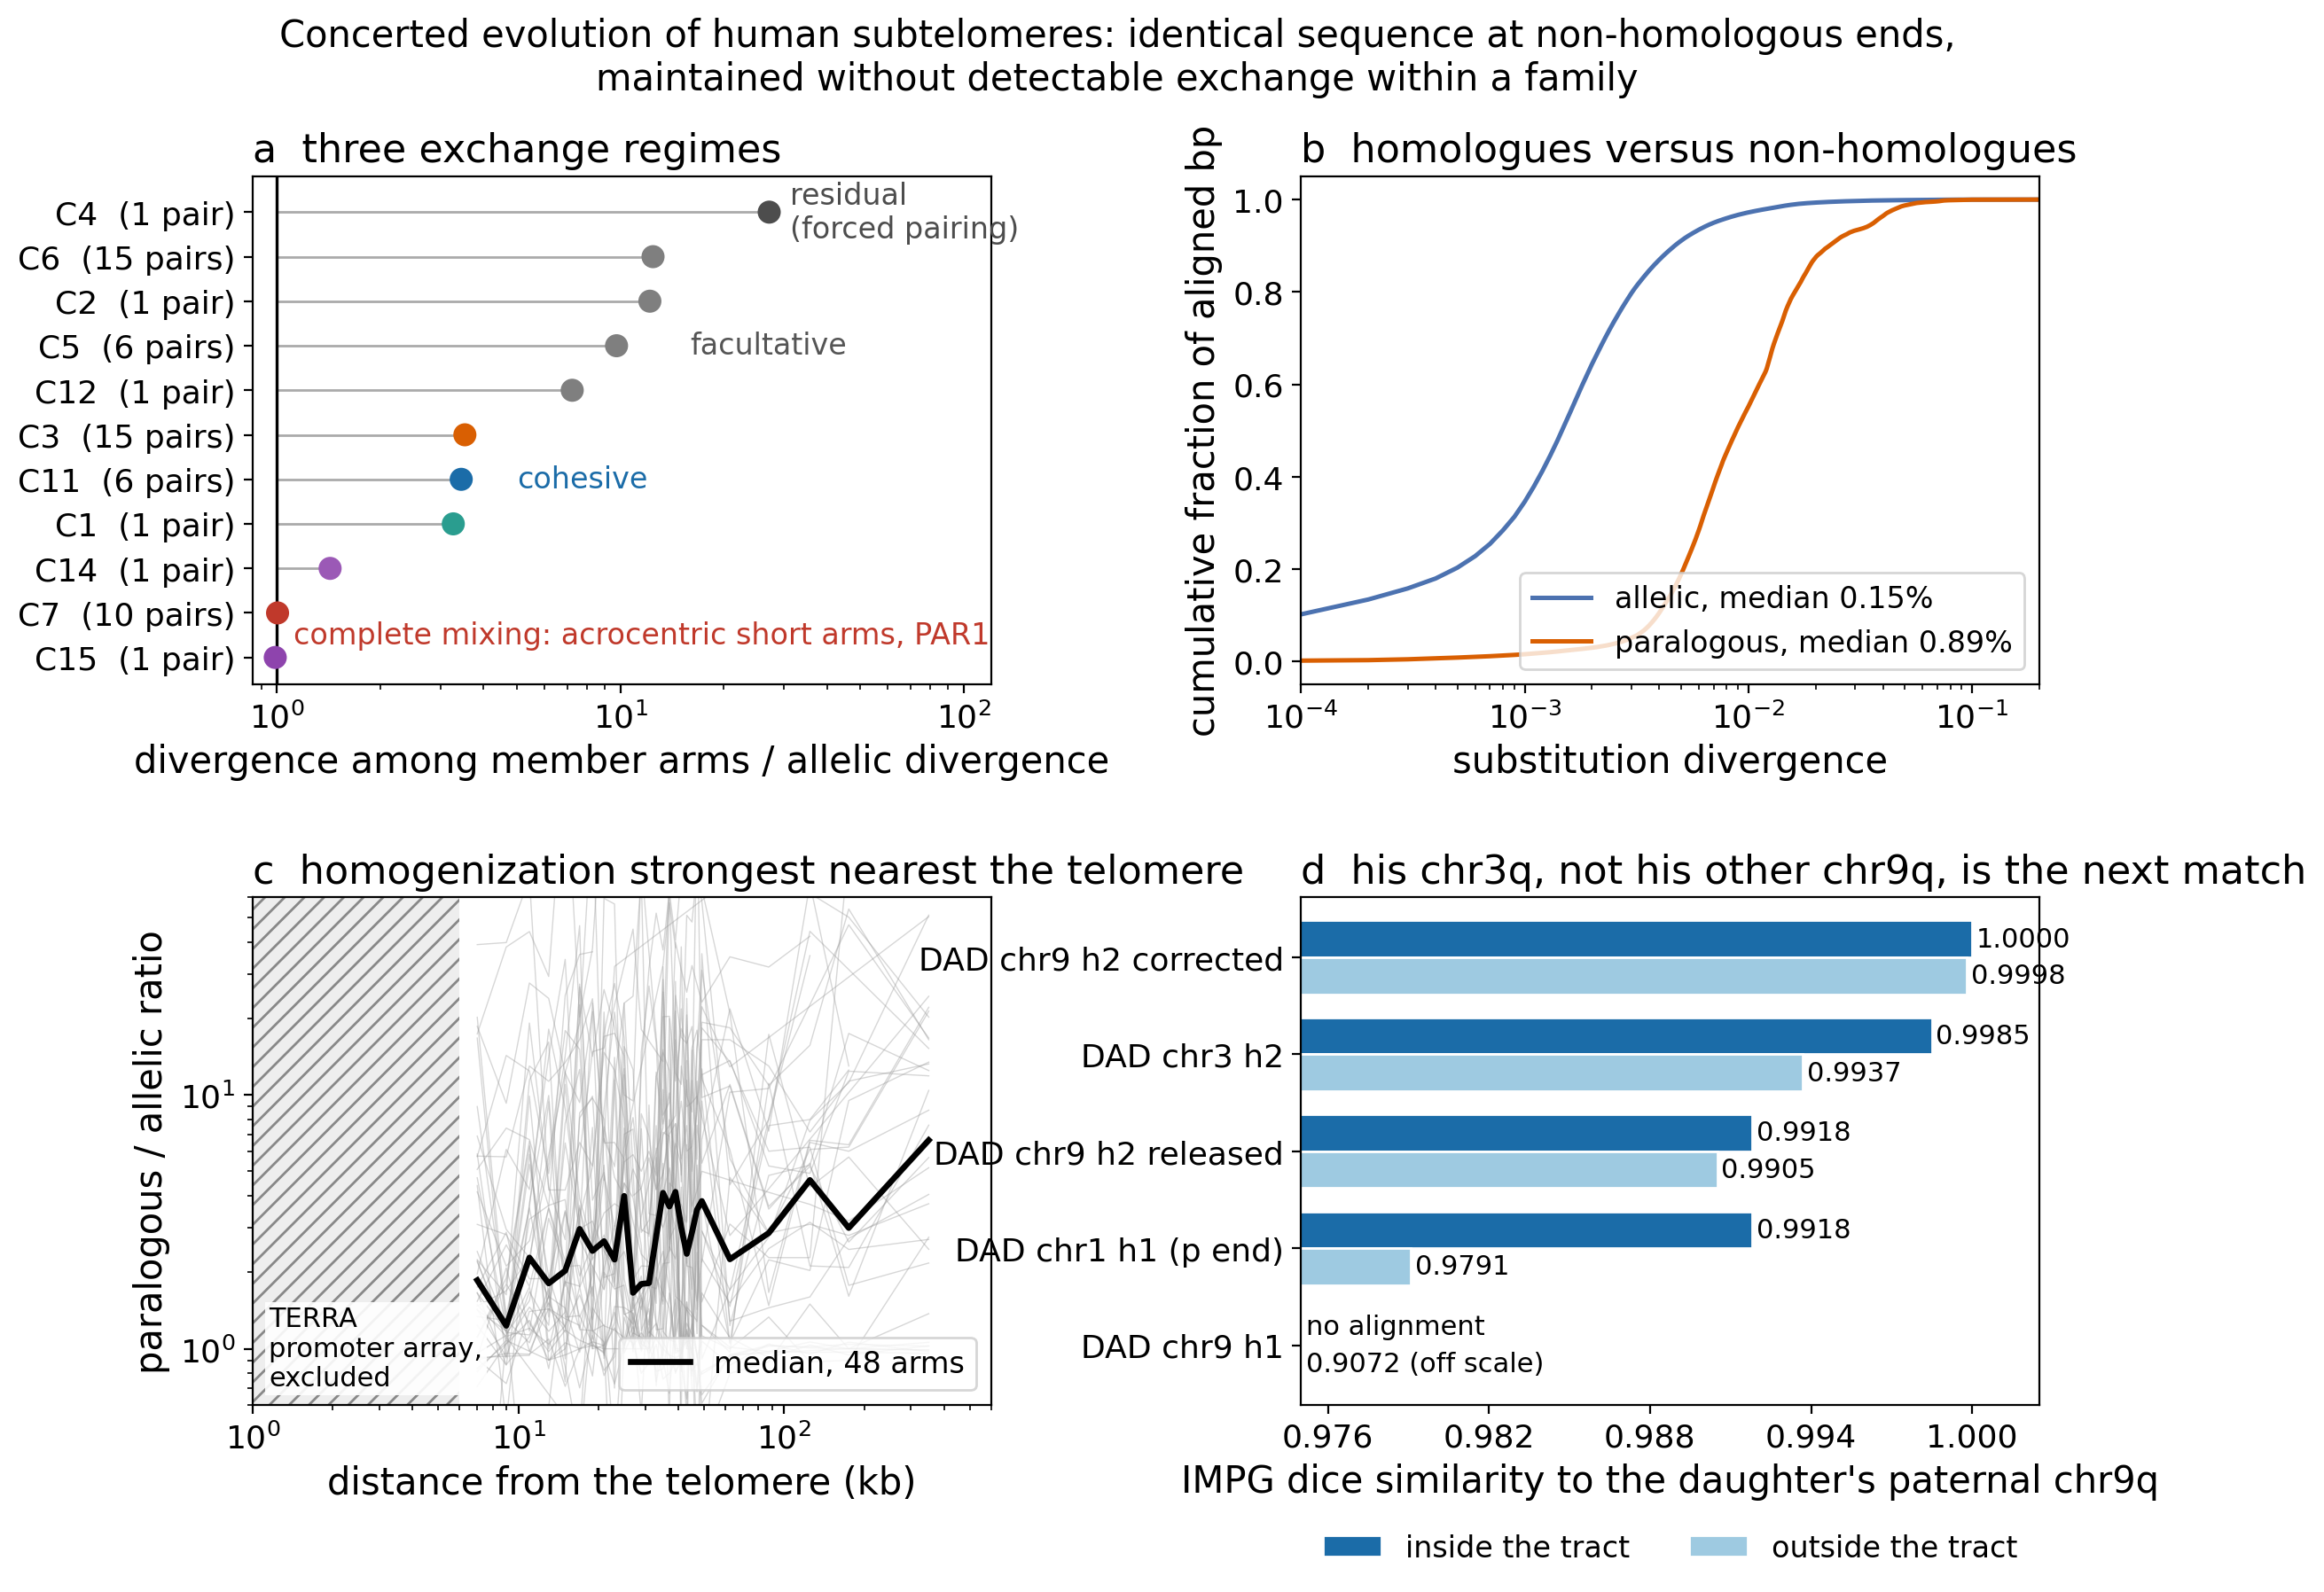 Concerted evolution of human subtelomeres: identical sequence at non-homologous ends,
maintained without detectable exchange within a family
a three exchange regimes
C4 (1 pair)
C6 (15 pairs)
C2 (1 pair)
C5 (6 pairs)
C12 (1 pair)
C3 (15 pairs)
C11 (6 pairs)
C1 (1 pair)
C14 (1 pair)
C7 (10 pairs)
C15 (1 pair)
residual
(forced pairing)
facultative
cohesive
complete mixing: acrocentric short arms, PAR1
10⁰ 10¹ 10²
divergence among member arms / allelic divergence
b homologues versus non-homologues
cumulative fraction of aligned bp
1.0
0.8
0.6
0.4
0.2
0.0
allelic, median 0.15%
paralogous, median 0.89%
10⁻⁴ 10⁻³ 10⁻² 10⁻¹
substitution divergence
c homogenization strongest nearest the telomere
paralogous / allelic ratio
10¹
10⁰
TERRA
promoter array,
excluded
median, 48 arms
10⁰ 10¹ 10²
distance from the telomere (kb)
d his chr3q, not his other chr9q, is the next match
DAD chr9 h2 corrected
1.0000
0.9998
DAD chr3 h2
0.9985
0.9937
DAD chr9 h2 released
0.9918
0.9905
DAD chr1 h1 (p end)
0.9918
0.9791
DAD chr9 h1
no alignment
0.9072 (off scale)
0.976 0.982 0.988 0.994 1.000
IMPG dice similarity to the daughter's paternal chr9q
inside the tract
outside the tract